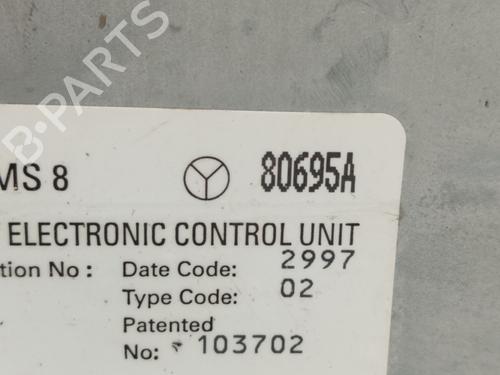 B-PARTS
MS 8 80695A
ELECTRONIC CONTROL UNIT
tion No: Date Code: 2997
Type Code: 02
Patented
No: 103702